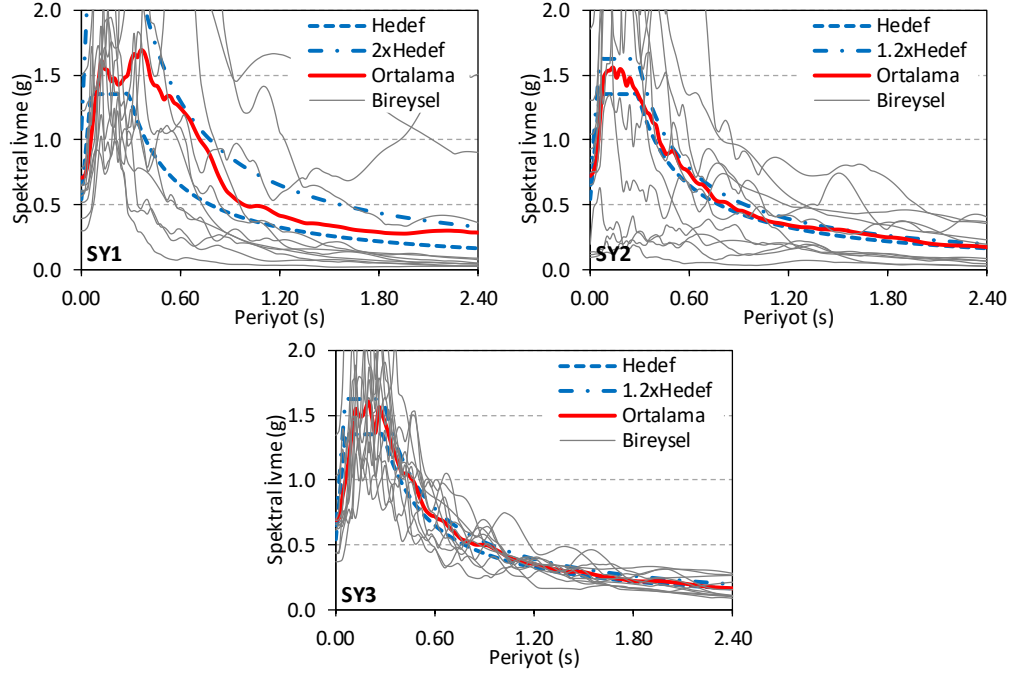 2.0
1.5
1.0
0.5
0.0
Spektral ivme (g)
Hedef
2xHedef
Ortalama
Bireysel
SY1
0.00 0.60 1.20 1.80 2.40
Periyot (s)
2.0
1.5
1.0
0.5
0.0
Spektral ivme (g)
Hedef
1.2xHedef
Ortalama
Bireysel
SY2
0.00 0.60 1.20 1.80 2.40
Periyot (s)
2.0
1.5
1.0
0.5
0.0
Spektral ivme (g)
Hedef
1.2xHedef
Ortalama
Bireysel
SY3
0.00 0.60 1.20 1.80 2.40
Periyot (s)